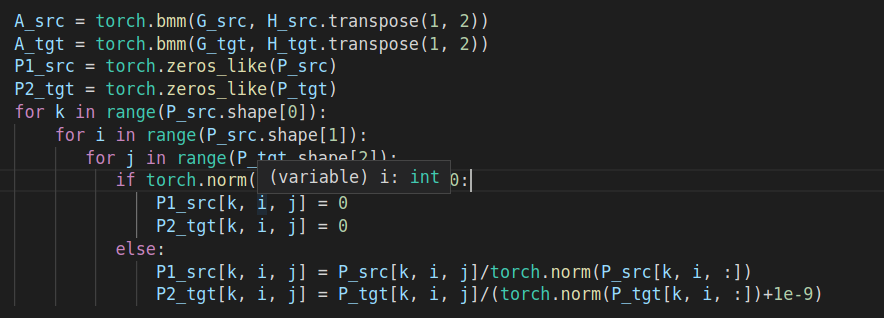 A_src = torch.bmm(G_src, H_src.transpose(1, 2))
A_tgt = torch.bmm(G_tgt, H_tgt.transpose(1, 2))
P1_src = torch.zeros_like(P_src)
P2_tgt = torch.zeros_like(P_tgt)
for k in range(P_src.shape[0]):
for i in range(P_src.shape[1]):
for j in range(P_tgt.shape[2]):
if torch.norm( (variable) i: int 0:
P1_src[k, i, j] = 0
P2_tgt[k, i, j] = 0
else:
P1_src[k, i, j] = P_src[k, i, j]/torch.norm(P_src[k, i, :])
P2_tgt[k, i, j] = P_tgt[k, i, j]/(torch.norm(P_tgt[k, i, :])+1e-9)